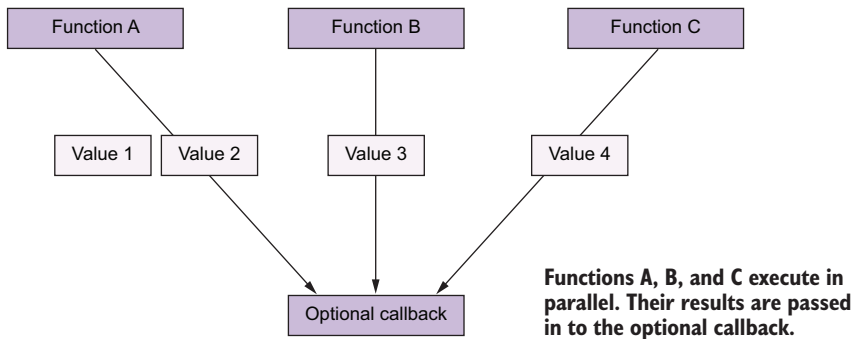 Function A
Function B
Function C
Value 1
Value 2
Value 3
Value 4
Optional callback
Functions A, B, and C execute in
parallel. Their results are passed
in to the optional callback.